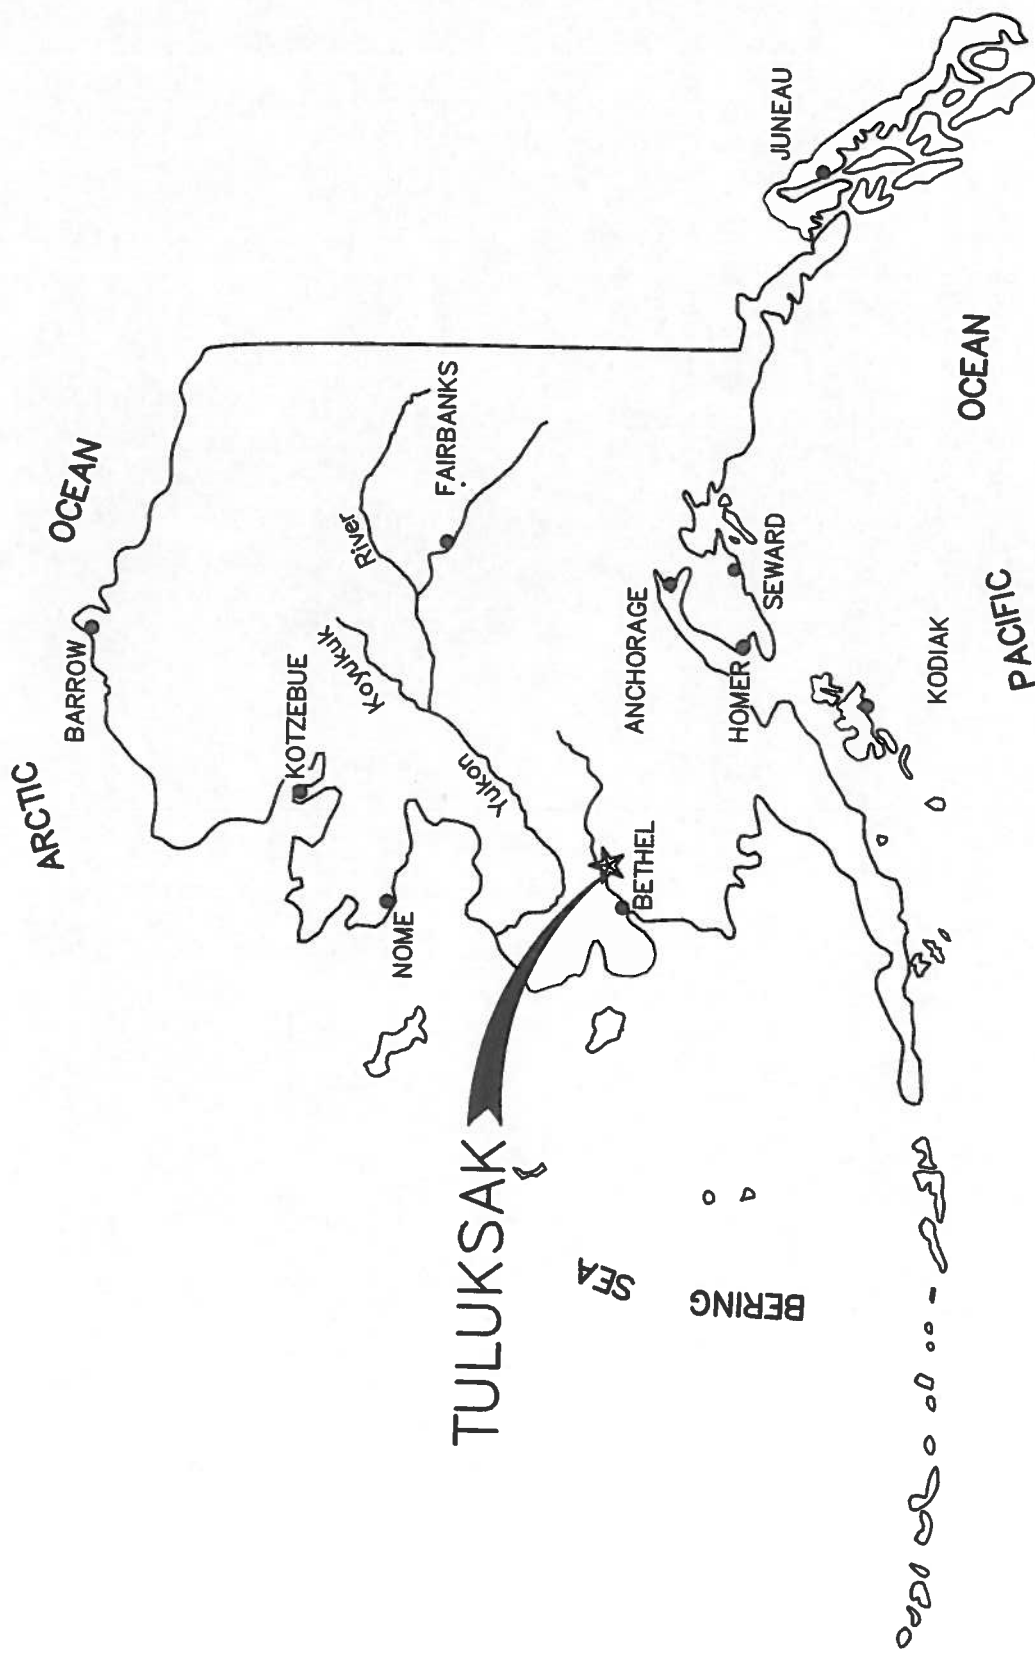 ARCTIC
OCEAN
BARROW
KOTZEBUE
Koyukuk
River
FAIRBANKS
NOME
Yukon
TULUKSAK
BETHEL
ANCHORAGE
SEWARD
HOMER
JUNEAU
KODIAK
BERING
SEA
PACIFIC
OCEAN